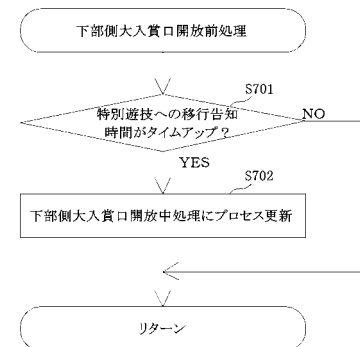 下部側大入賞口開放前処理
S701
特別遊技への移行告知
時間がタイムアップ？
NO
YES
S702
下部側大入賞口開放中処理にプロセス更新
リターン